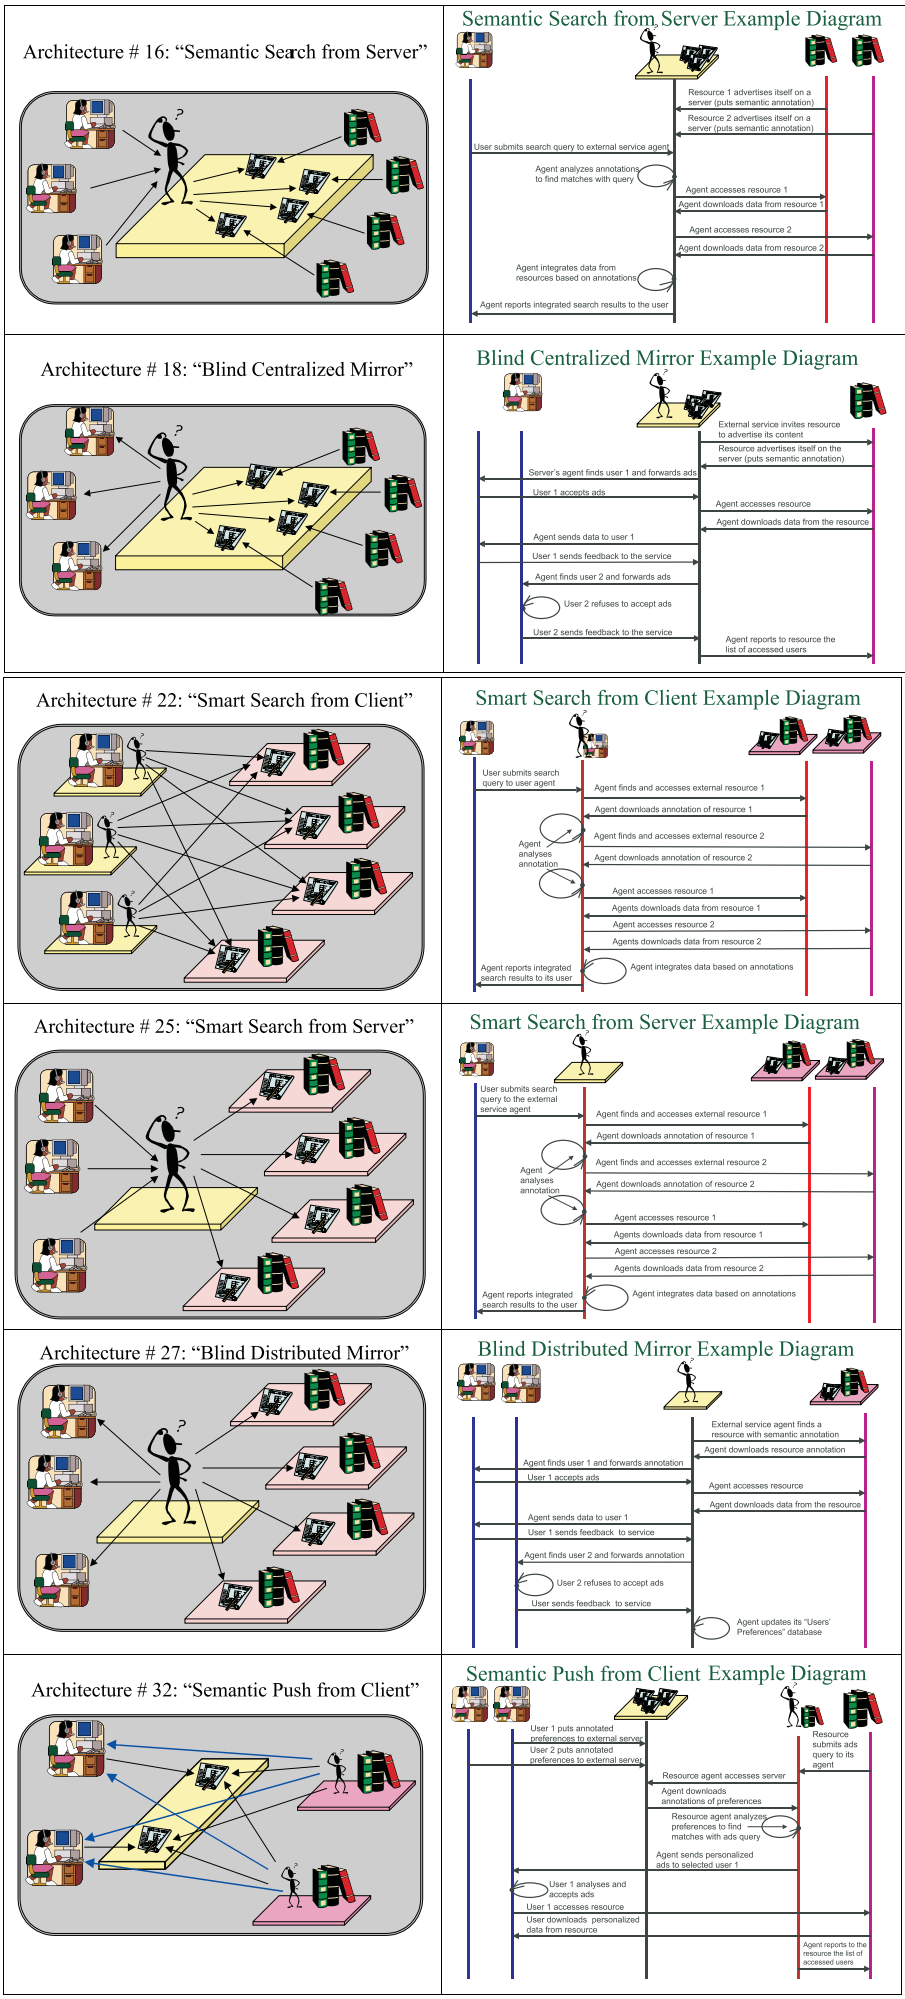 Architecture # 16: “Semantic Search from Server”
?
Semantic Search from Server Example Diagram
?
Resource 1 advertises itself on a
server (puts semantic annotation)
Resource 2 advertises itself on a
server (puts semantic annotation)
User submits search query to external service agent
Agent analyzes annotations
to find matches with query
Agent accesses resource 1
Agent downloads data from resource 1
Agent accesses resource 2
Agent downloads data from resource 2
Agent integrates data from
resources based on annotations
Agent reports integrated search results to the user
Architecture # 18: “Blind Centralized Mirror”
?
Blind Centralized Mirror Example Diagram
?
External service invites resource
to advertise its content
Resource advertises itself on the
server (puts semantic annotation)
Server's agent finds user 1 and forwards ads
User 1 accepts ads
Agent accesses resource
Agent downloads data from the resource
Agent sends data to user 1
User 1 sends feedback to the service
Agent finds user 2 and forwards ads
User 2 refuses to accept ads
User 2 sends feedback to the service
Agent reports to resource the
list of accessed users
Architecture # 22: “Smart Search from Client”
?
?
?
Smart Search from Client Example Diagram
?
User submits search
query to user agent
Agent finds and accesses external resource 1
Agent downloads annotation of resource 1
Agent finds and accesses external resource 2
Agent
analyses
annotation
Agent downloads annotation of resource 2
Agent accesses resource 1
Agents downloads data from resource 1
Agent accesses resource 2
Agents downloads data from resource 2
Agent reports integrated
search results to its user
Agent integrates data based on annotations
Architecture # 25: “Smart Search from Server”
?
Smart Search from Server Example Diagram
?
User submits search
query to the external
service agent
Agent finds and accesses external resource 1
Agent downloads annotation of resource 1
Agent finds and accesses external resource 2
Agent
analyses
annotation
Agent downloads annotation of resource 2
Agent accesses resource 1
Agents downloads data from resource 1
Agent accesses resource 2
Agents downloads data from resource 2
Agent reports integrated
search results to the user
Agent integrates data based on annotations
Architecture # 27: “Blind Distributed Mirror”
?
Blind Distributed Mirror Example Diagram
?
External service agent finds a
resource with semantic annotation
Agent downloads resource annotation
Agent finds user 1 and forwards annotation
User 1 accepts ads
Agent accesses resource
Agent downloads data from the resource
Agent sends data to user 1
User 1 sends feedback to service
Agent finds user 2 and forwards annotation
User 2 refuses to accept ads
User sends feedback to service
Agent updates its “Users’
Preferences” database
Architecture # 32: “Semantic Push from Client”
?
?
Semantic Push from Client Example Diagram
?
User 1 puts annotated
preferences to external server
User 2 puts annotated
preferences to external server
Resource
submits ads
query to its
agent
Resource agent accesses server
Agent downloads
annotations of preferences
Resource agent analyzes
preferences to find
matches with ads query
Agent sends personalized
ads to selected user 1
User 1 analyses and
accepts ads
User 1 accesses resource
User downloads personalized
data from resource
Agent reports to the
resource the list of
accessed users